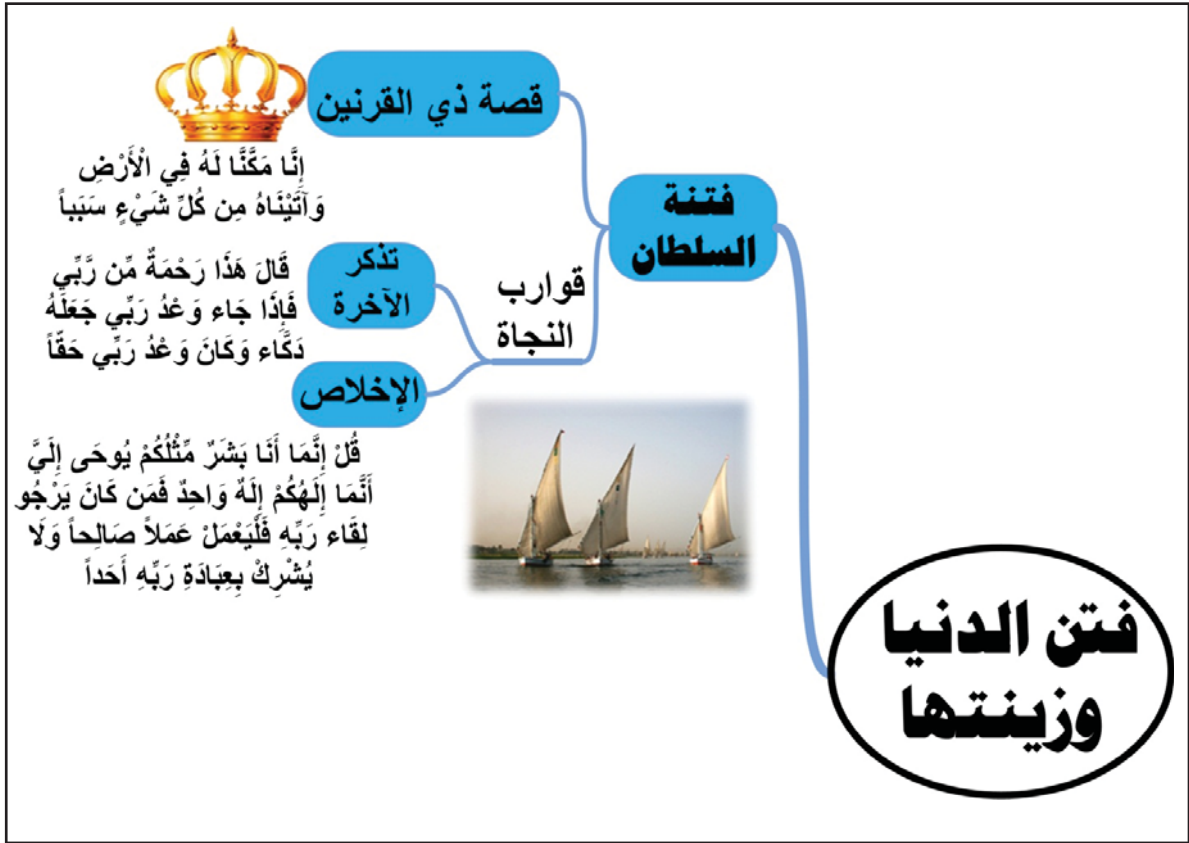 فتن الدنيا
وزينتها
فتنة
السلطان
قصة ذي القرنين
إِنَّا مَكَّنَّا لَهُ فِي الْأَرْضِ
وَآتَيْنَاهُ مِن كُلِّ شَيْءٍ سَبَباً
قوارب
النجاة
تذكر
الآخرة
قَالَ هَذَا رَحْمَةٌ مِّن رَّبِّي
فَإِذَا جَاء وَعْدُ رَبِّي جَعَلَهُ
دَكَّاء وَكَانَ وَعْدُ رَبِّي حَقّاً
الإخلاص
قُلْ إِنَّمَا أَنَا بَشَرٌ مِّثْلُكُمْ يُوحَى إِلَيَّ
أَنَّمَا إِلَهُكُمْ إِلَهٌ وَاحِدٌ فَمَن كَانَ يَرْجُو
لِقَاء رَبِّهِ فَلْيَعْمَلْ عَمَلاً صَالِحاً وَلَا
يُشْرِكْ بِعِبَادَةِ رَبِّهِ أَحَداً